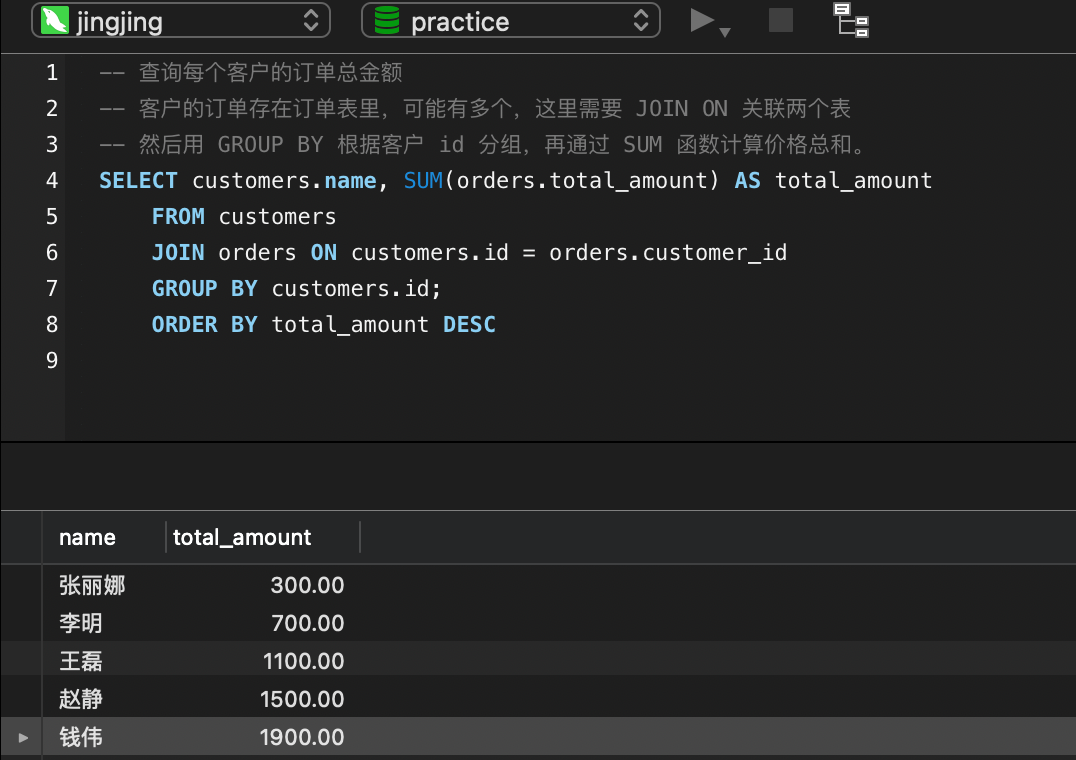 jingjing practice
1 -- 查询每个客户的订单总金额
2 -- 客户的订单存在订单表里，可能有多个，这里需要 JOIN ON 关联两个表
3 -- 然后用 GROUP BY 根据客户 id 分组，再通过 SUM 函数计算价格总和。
4 SELECT customers.name, SUM(orders.total_amount) AS total_amount
5 FROM customers
6 JOIN orders ON customers.id = orders.customer_id
7 GROUP BY customers.id;
8 ORDER BY total_amount DESC
9
name total_amount
张丽娜 300.00
李明 700.00
王磊 1100.00
赵静 1500.00
钱伟 1900.00